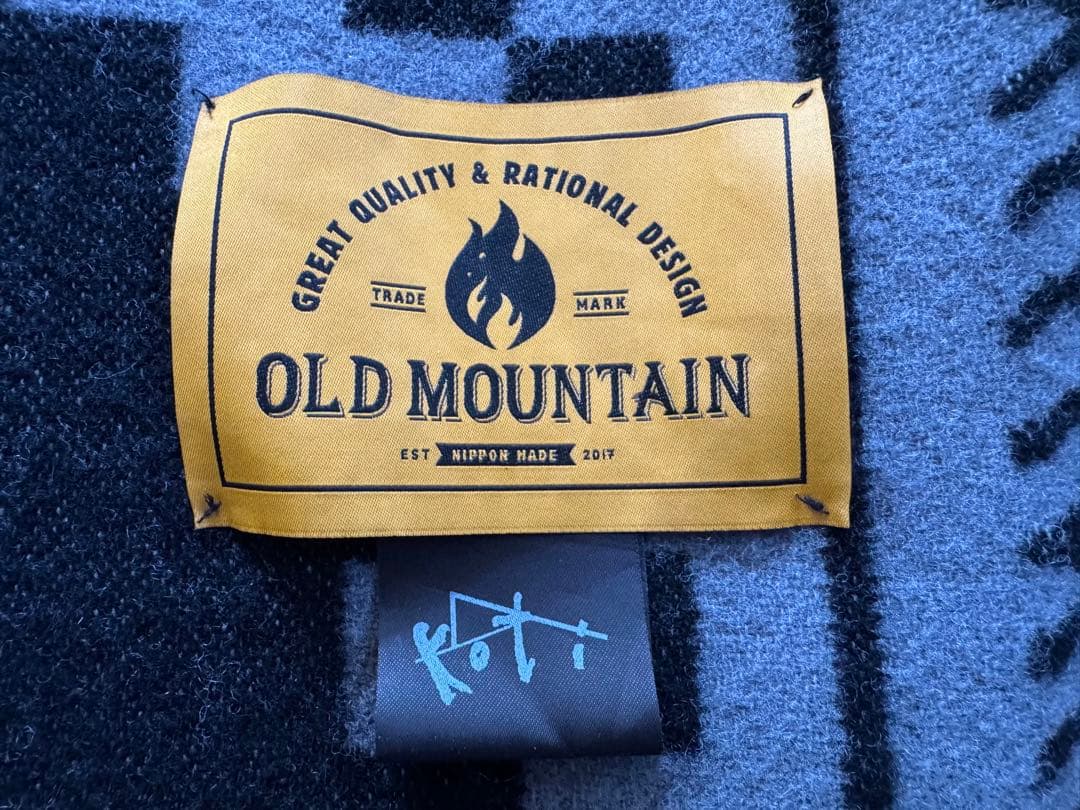 GREAT QUALITY & RATIONAL DESIGN
TRADE MARK
OLD MOUNTAIN
EST NIPPON MADE 2017
Koti